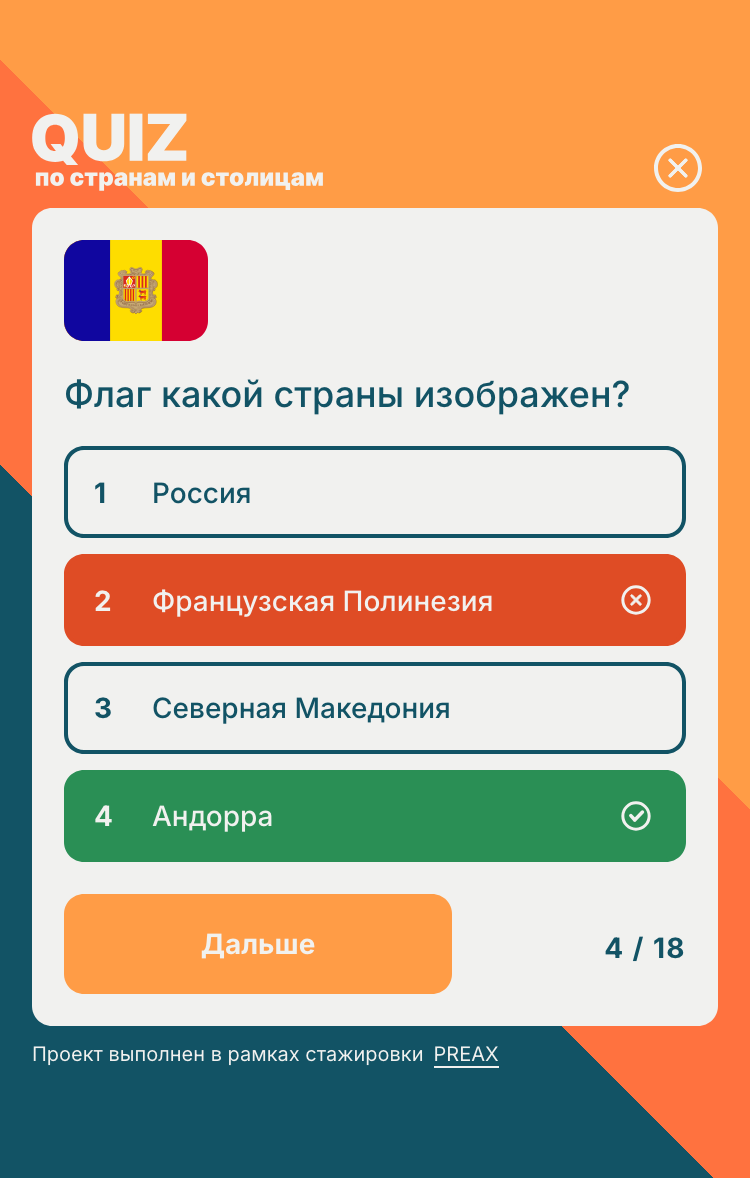 QUIZ
по странам и столицам
Флаг какой страны изображен?
1 Россия
2 Французская Полинезия
3 Северная Македония
4 Андорра
Дальше
4 / 18
Проект выполнен в рамках стажировки PREAX